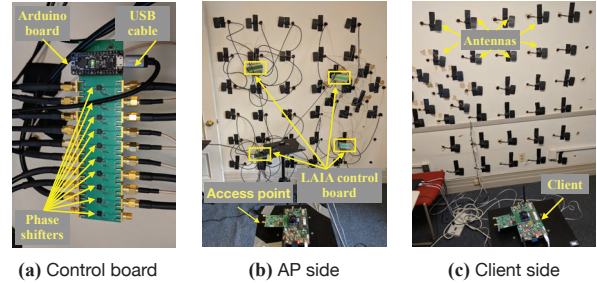 Arduino
board
USB
cable
Phase
shifters
(a) Control board
LAIA control
board
Access point
(b) AP side
Antennas
Client
(c) Client side